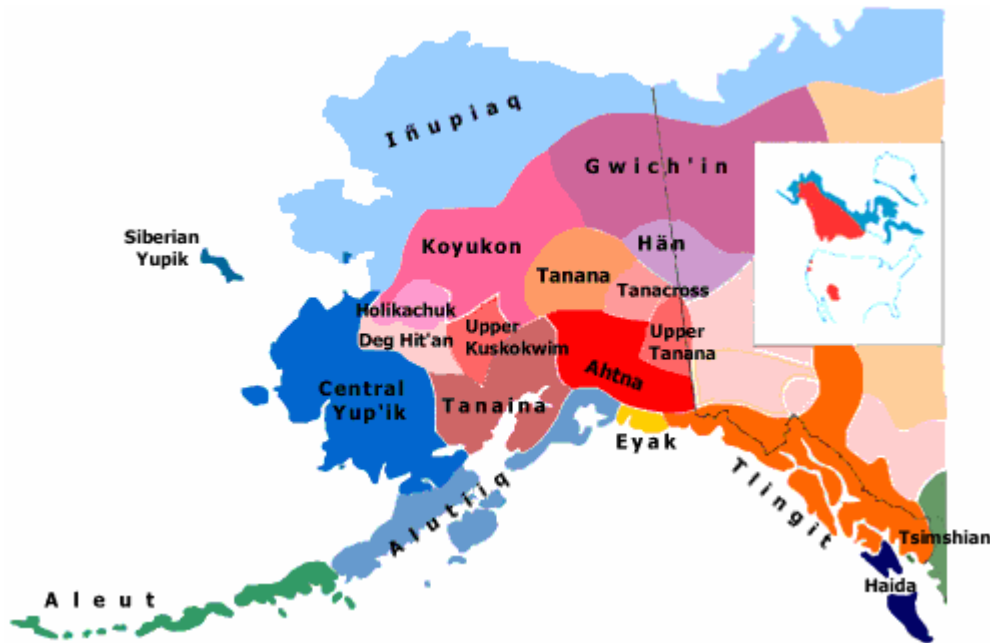 Iñupiaq
Gwich'in
Siberian
Yupik
Koyukon
Hän
Tanana
Tanacross
Holikachuk
Deg Hit'an
Upper
Kuskokwim
Upper
Tanana
Ahtna
Central
Yup'ik
Tanaina
Eyak
Alutiiq
Tlingit
Tsimshian
Haida
Aleut